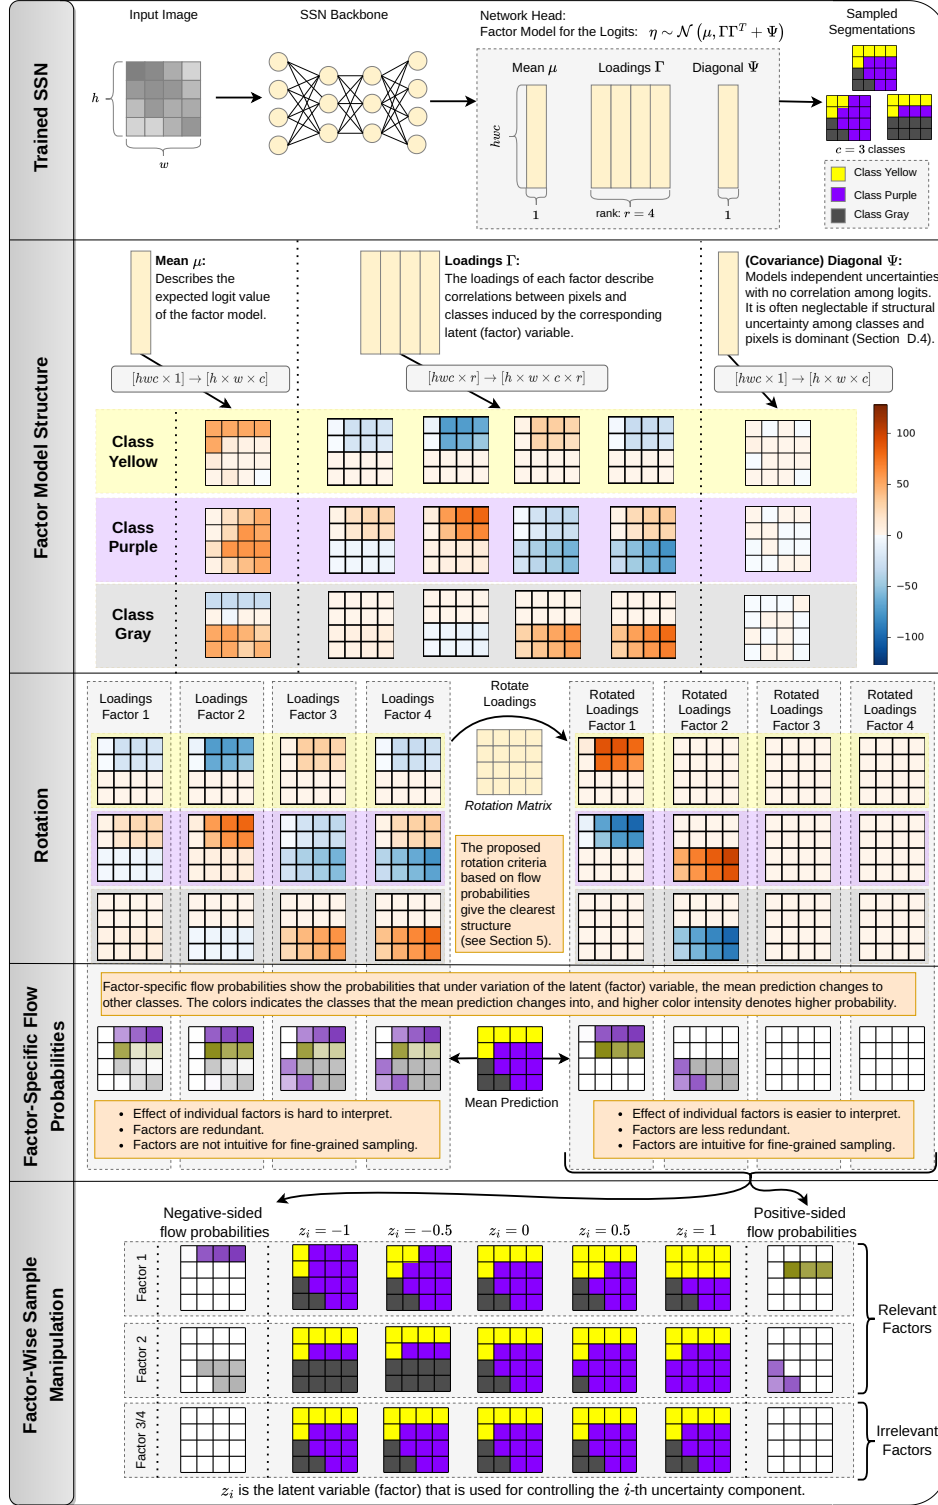 Trained SSN
Input Image
SSN Backbone
Network Head:
Factor Model for the Logits: η ∼ 𝒩 (μ, ΓΓ^T + Ψ)
Sampled
Segmentations
h
w
Mean μ
Loadings Γ
Diagonal Ψ
hwc
1
rank: r = 4
1
c = 3 classes
Class Yellow
Class Purple
Class Gray
Factor Model Structure
Mean μ:
Describes the
expected logit value
of the factor model.
Loadings Γ:
The loadings of each factor describe
correlations between pixels and
classes induced by the corresponding
latent (factor) variable.
(Covariance) Diagonal Ψ:
Models independent uncertainties
with no correlation among logits.
It is often neglectable if structural
uncertainty among classes and
pixels is dominant (Section D.4).
[hwc × 1] → [h × w × c]
[hwc × r] → [h × w × c × r]
[hwc × 1] → [h × w × c]
Class
Yellow
Class
Purple
Class
Gray
100
50
0
−50
−100
Rotation
Loadings
Factor 1
Loadings
Factor 2
Loadings
Factor 3
Loadings
Factor 4
Rotate
Loadings
Rotation Matrix
Rotated
Loadings
Factor 1
Rotated
Loadings
Factor 2
Rotated
Loadings
Factor 3
Rotated
Loadings
Factor 4
The proposed
rotation criteria
based on flow
probabilities
give the clearest
structure
(see Section 5).
Factor-Specific Flow
Probabilities
Factor-specific flow probabilities show the probabilities that under variation of the latent (factor) variable, the mean prediction changes to
other classes. The colors indicates the classes that the mean prediction changes into, and higher color intensity denotes higher probability.
Mean Prediction
• Effect of individual factors is hard to interpret.
• Factors are redundant.
• Factors are not intuitive for fine-grained sampling.
• Effect of individual factors is easier to interpret.
• Factors are less redundant.
• Factors are intuitive for fine-grained sampling.
Factor-Wise Sample
Manipulation
Negative-sided
flow probabilities
z_i = −1
z_i = −0.5
z_i = 0
z_i = 0.5
z_i = 1
Positive-sided
flow probabilities
Factor 1
Factor 2
Factor 3/4
Relevant
Factors
Irrelevant
Factors
z_i is the latent variable (factor) that is used for controlling the i-th uncertainty component.